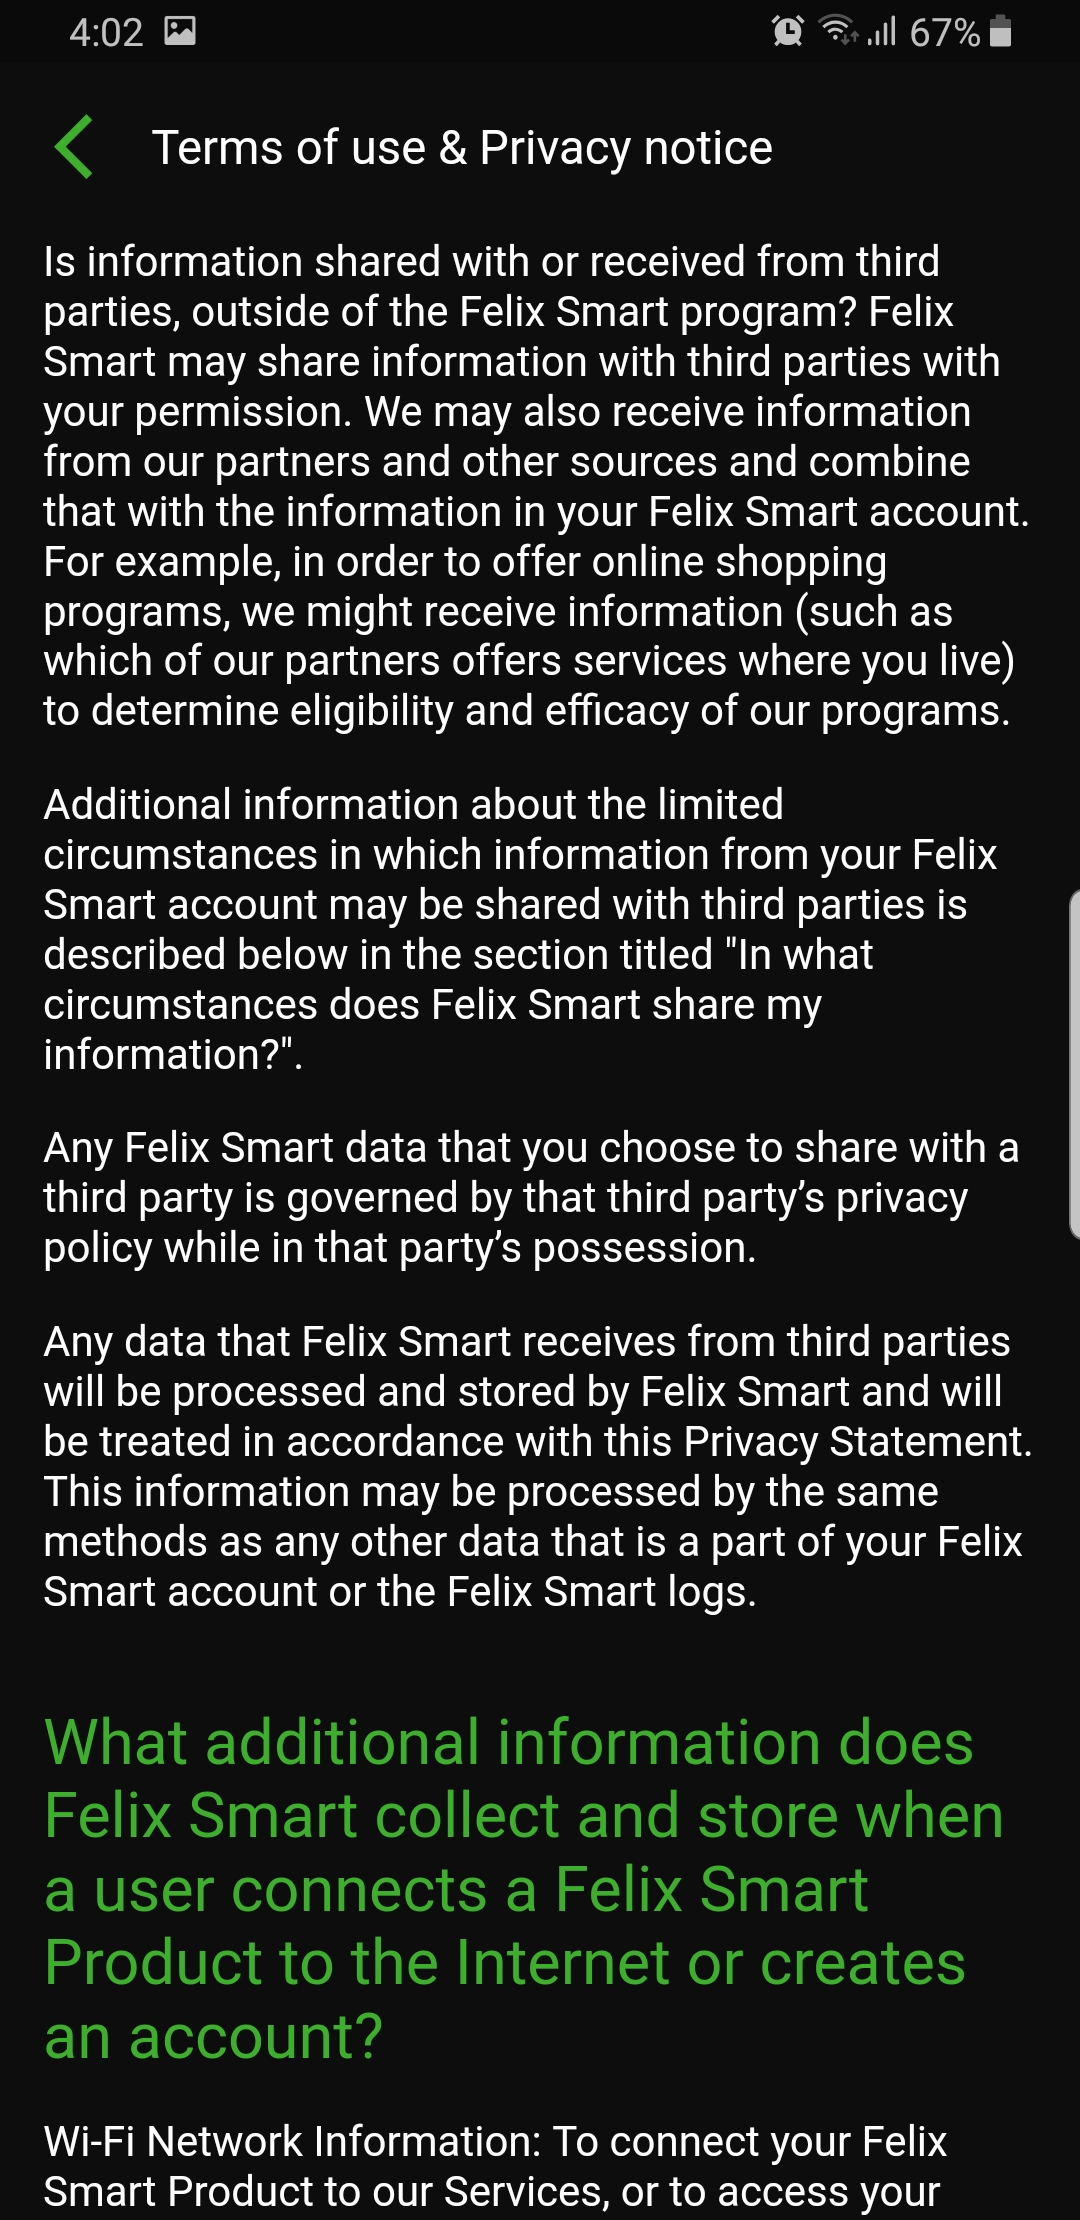 4:02
67%
Terms of use & Privacy notice
Is information shared with or received from third
parties, outside of the Felix Smart program? Felix
Smart may share information with third parties with
your permission. We may also receive information
from our partners and other sources and combine
that with the information in your Felix Smart account.
For example, in order to offer online shopping
programs, we might receive information (such as
which of our partners offers services where you live)
to determine eligibility and efficacy of our programs.
Additional information about the limited
circumstances in which information from your Felix
Smart account may be shared with third parties is
described below in the section titled "In what
circumstances does Felix Smart share my
information?".
Any Felix Smart data that you choose to share with a
third party is governed by that third party’s privacy
policy while in that party’s possession.
Any data that Felix Smart receives from third parties
will be processed and stored by Felix Smart and will
be treated in accordance with this Privacy Statement.
This information may be processed by the same
methods as any other data that is a part of your Felix
Smart account or the Felix Smart logs.
What additional information does
Felix Smart collect and store when
a user connects a Felix Smart
Product to the Internet or creates
an account?
Wi-Fi Network Information: To connect your Felix
Smart Product to our Services, or to access your